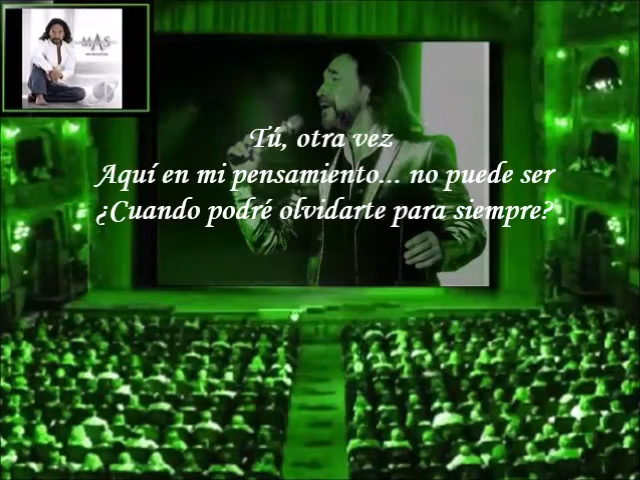 MAS
Tú, otra vez
Aquí en mi pensamiento... no puede ser
¿Cuando podré olvidarte para siempre?